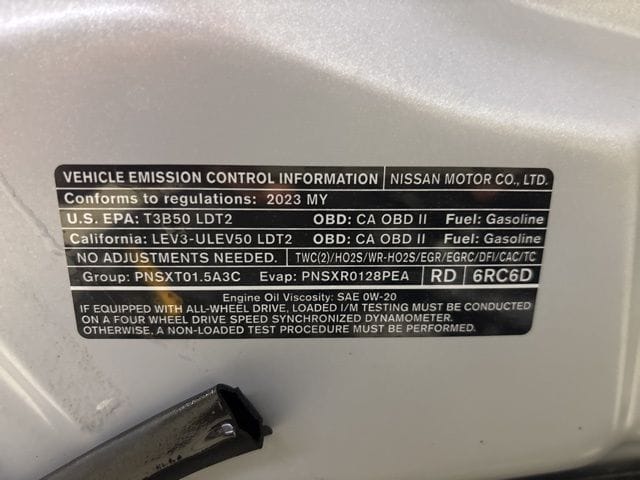 VEHICLE EMISSION CONTROL INFORMATION NISSAN MOTOR CO., LTD.
Conforms to regulations: 2023 MY
U.S. EPA: T3B50 LDT2 OBD: CA OBD II Fuel: Gasoline
California: LEV3-ULEV50 LDT2 OBD: CA OBD II Fuel: Gasoline
NO ADJUSTMENTS NEEDED. TWC(2)/HO2S/WR-HO2S/EGR/EGRC/DFI/CAC/TC
Group: PNSXT01.5A3C Evap: PNSXR0128PEA RD 6RC6D
Engine Oil Viscosity: SAE 0W-20
IF EQUIPPED WITH ALL-WHEEL DRIVE, LOADED I/M TESTING MUST BE CONDUCTED
ON A FOUR WHEEL DRIVE SPEED SYNCHRONIZED DYNAMOMETER.
OTHERWISE, A NON-LOADED TEST PROCEDURE MUST BE PERFORMED.